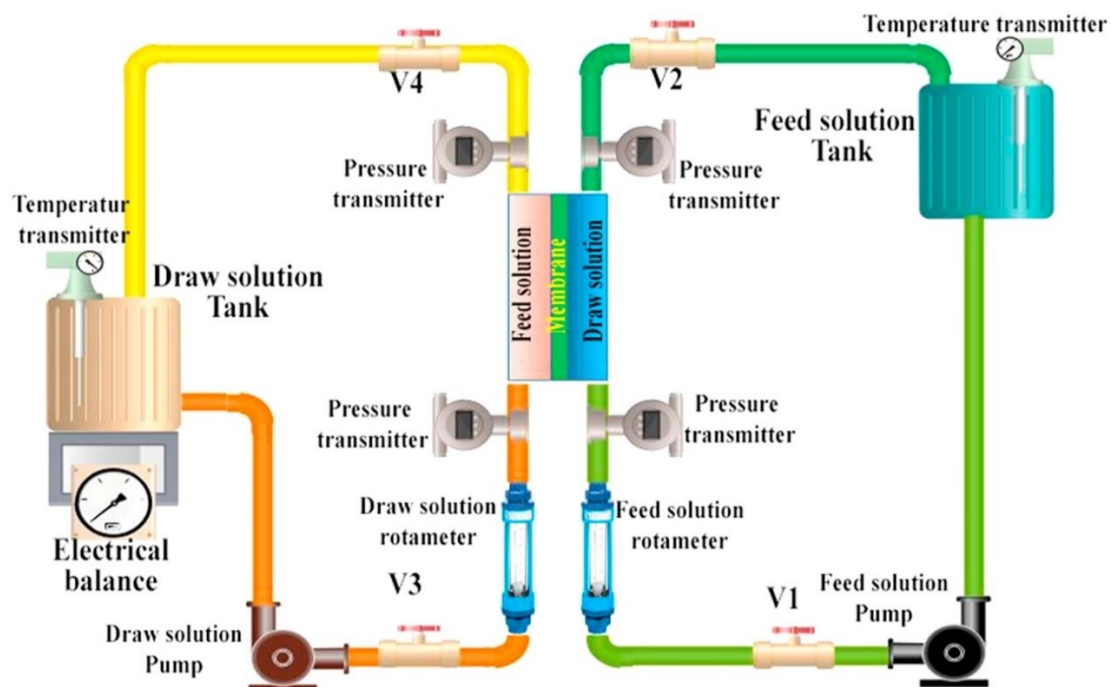 Temperature transmitter
V4
V2
Feed solution
Tank
Pressure
transmitter
Pressure
transmitter
Temperatur
transmitter
Draw solution
Tank
Feed solution
Membrane
Draw solution
Pressure
transmitter
Pressure
transmitter
Draw solution
rotameter
Feed solution
rotameter
Electrical
balance
V3
V1
Feed solution
Pump
Draw solution
Pump